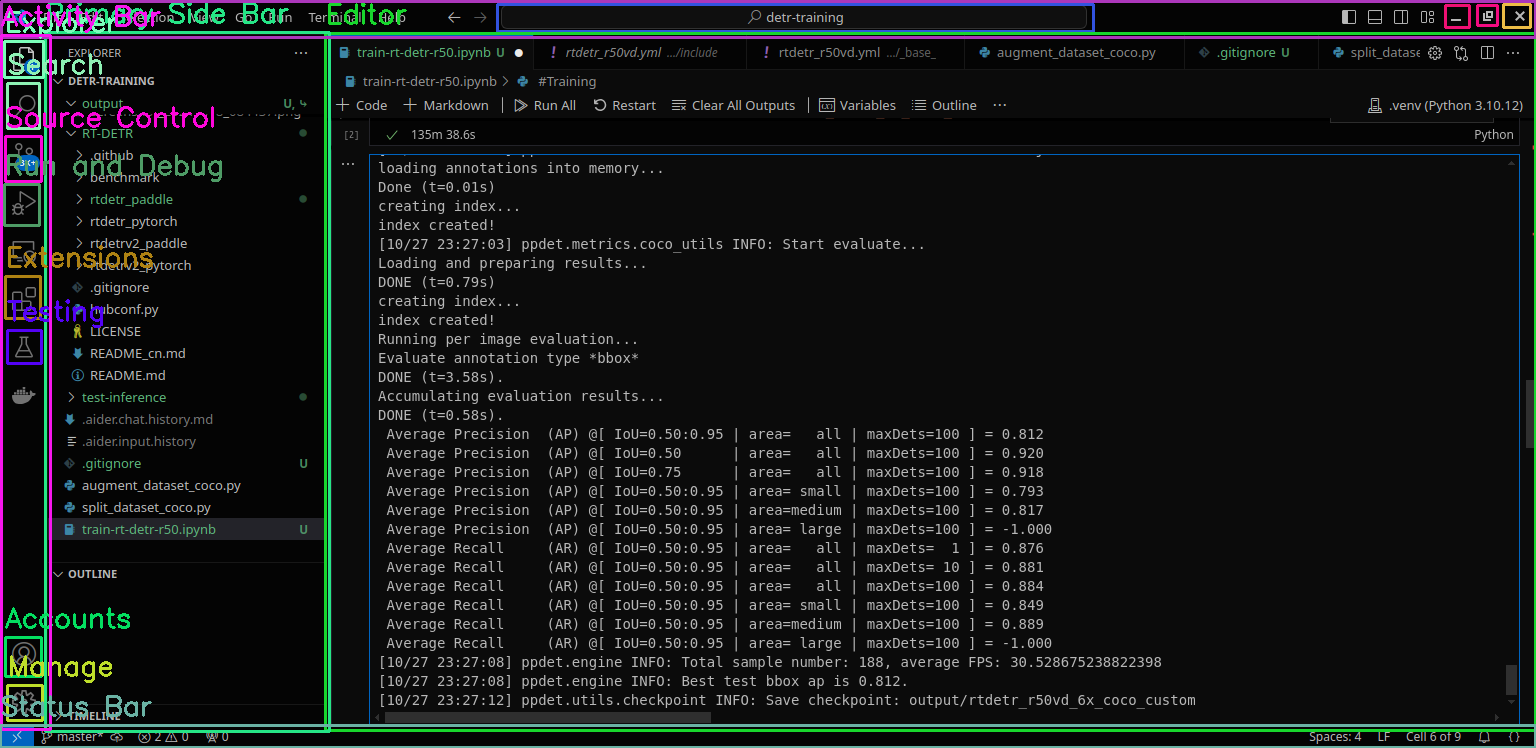 Activity Bar
Primary Side Bar
Editor
Run
Terminal
Help
detr-training
Explorer
EXPLORER
train-rt-detr-r50.ipynb U
rtdetr_r50vd.yml .../include
rtdetr_r50vd.yml .../_base_
augment_dataset_coco.py
.gitignore U
split_datase
Search
DETR-TRAINING
train-rt-detr-r50.ipynb
#Training
output
U,
Code
Markdown
Run All
Restart
Clear All Outputs
Variables
Outline
.venv (Python 3.10.12)
Source Control
RT-DETR
[2]
135m 38.6s
Python
Run and Debug
.github
benchmark
rtdetr_paddle
rtdetr_pytorch
rtdetrv2_paddle
Extensions
rtdetrv2_pytorch
.gitignore
Testing
hubconf.py
LICENSE
README_cn.md
README.md
test-inference
.aider.chat.history.md
.aider.input.history
.gitignore U
augment_dataset_coco.py
split_dataset_coco.py
train-rt-detr-r50.ipynb U
OUTLINE
Accounts
Manage
Status Bar
TIMELINE
loading annotations into memory...
Done (t=0.01s)
creating index...
index created!
[10/27 23:27:03] ppdet.metrics.coco_utils INFO: Start evaluate...
Loading and preparing results...
DONE (t=0.79s)
creating index...
index created!
Running per image evaluation...
Evaluate annotation type *bbox*
DONE (t=3.58s).
Accumulating evaluation results...
DONE (t=0.58s).
Average Precision (AP) @[ IoU=0.50:0.95 | area= all | maxDets=100 ] = 0.812
Average Precision (AP) @[ IoU=0.50 | area= all | maxDets=100 ] = 0.920
Average Precision (AP) @[ IoU=0.75 | area= all | maxDets=100 ] = 0.918
Average Precision (AP) @[ IoU=0.50:0.95 | area= small | maxDets=100 ] = 0.793
Average Precision (AP) @[ IoU=0.50:0.95 | area=medium | maxDets=100 ] = 0.817
Average Precision (AP) @[ IoU=0.50:0.95 | area= large | maxDets=100 ] = -1.000
Average Recall (AR) @[ IoU=0.50:0.95 | area= all | maxDets= 1 ] = 0.876
Average Recall (AR) @[ IoU=0.50:0.95 | area= all | maxDets= 10 ] = 0.881
Average Recall (AR) @[ IoU=0.50:0.95 | area= all | maxDets=100 ] = 0.884
Average Recall (AR) @[ IoU=0.50:0.95 | area= small | maxDets=100 ] = 0.849
Average Recall (AR) @[ IoU=0.50:0.95 | area=medium | maxDets=100 ] = 0.889
Average Recall (AR) @[ IoU=0.50:0.95 | area= large | maxDets=100 ] = -1.000
[10/27 23:27:08] ppdet.engine INFO: Total sample number: 188, average FPS: 30.528675238822398
[10/27 23:27:08] ppdet.engine INFO: Best test bbox ap is 0.812.
[10/27 23:27:12] ppdet.utils.checkpoint INFO: Save checkpoint: output/rtdetr_r50vd_6x_coco_custom
master*
2
0
0
Spaces: 4
LF
Cell 6 of 9